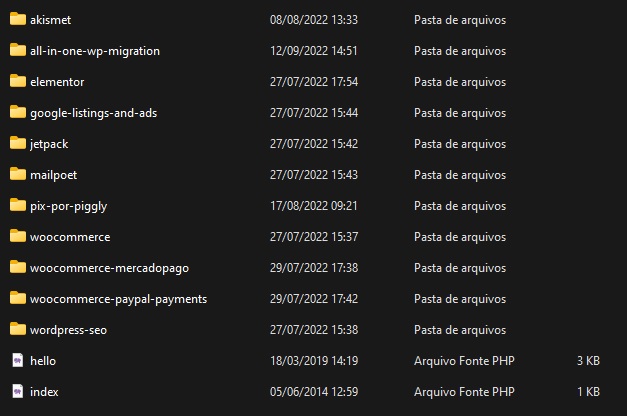 akismet 08/08/2022 13:33 Pasta de arquivos
all-in-one-wp-migration 12/09/2022 14:51 Pasta de arquivos
elementor 27/07/2022 17:54 Pasta de arquivos
google-listings-and-ads 27/07/2022 15:44 Pasta de arquivos
jetpack 27/07/2022 15:42 Pasta de arquivos
mailpoet 27/07/2022 15:43 Pasta de arquivos
pix-por-piggly 17/08/2022 09:21 Pasta de arquivos
woocommerce 27/07/2022 15:37 Pasta de arquivos
woocommerce-mercadopago 29/07/2022 17:38 Pasta de arquivos
woocommerce-paypal-payments 29/07/2022 17:42 Pasta de arquivos
wordpress-seo 27/07/2022 15:38 Pasta de arquivos
hello 18/03/2019 14:19 Arquivo Fonte PHP 3 KB
index 05/06/2014 12:59 Arquivo Fonte PHP 1 KB